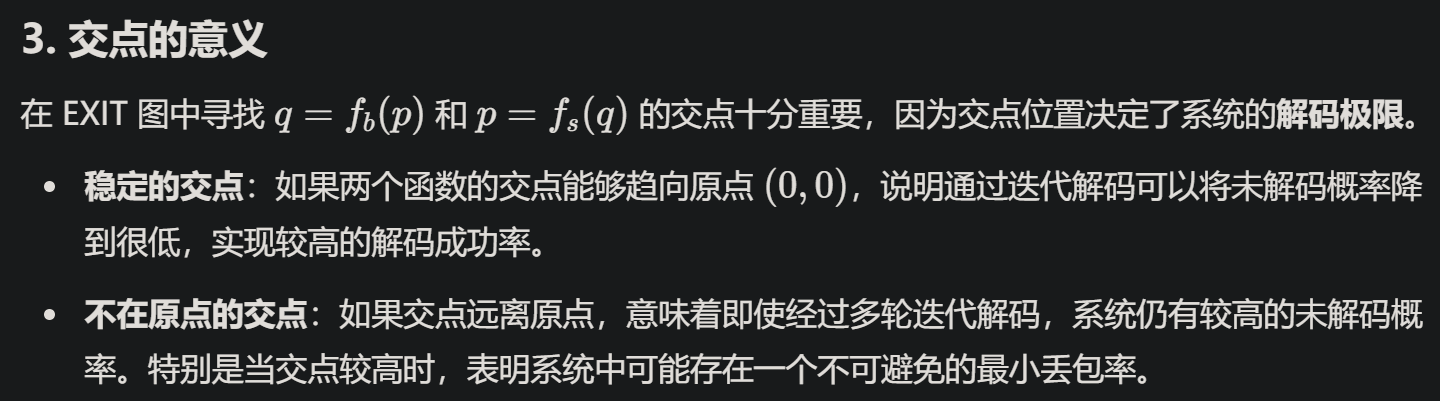 3. 交点的意义
在 EXIT 图中寻找 q = f_b(p) 和 p = f_s(q) 的交点十分重要，因为交点位置决定了系统的解码极限。
• 稳定的交点：如果两个函数的交点能够趋向原点 (0, 0)，说明通过迭代解码可以将未解码概率降
到很低，实现较高的解码成功率。
• 不在原点的交点：如果交点远离原点，意味着即使经过多轮迭代解码，系统仍有较高的未解码概
率。特别是当交点较高时，表明系统中可能存在一个不可避免的最小丢包率。